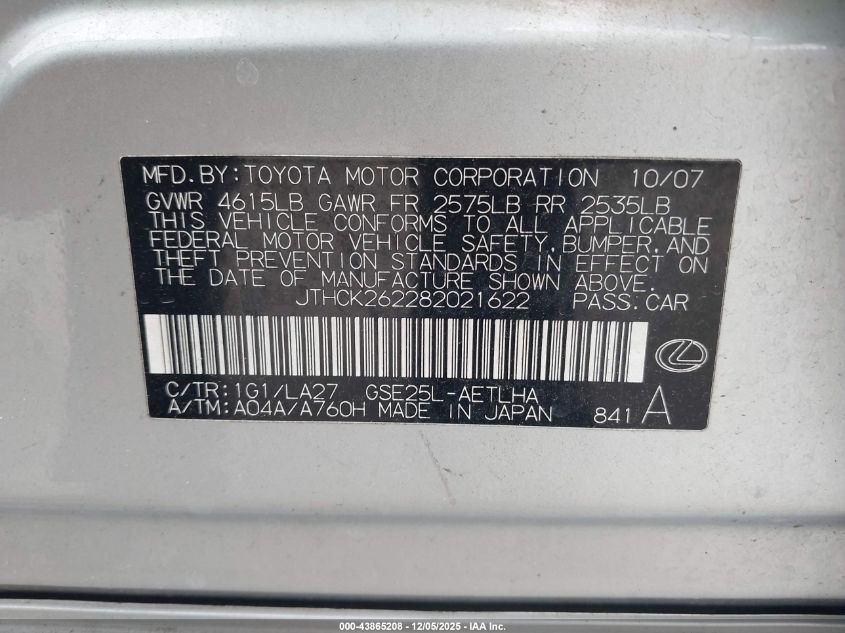 MFD.BY:TOYOTA MOTOR CORPORATION 10/07
GVWR 4615LB GAWR FR 2575LB RR 2535LB
THIS VEHICLE CONFORMS TO ALL APPLICABLE
FEDERAL MOTOR VEHICLE SAFETY,BUMPER,AND
THEFT PREVENTION STANDARDS IN EFFECT ON
THE DATE OF MANUFACTURE SHOWN ABOVE.
JTHCK262282021622 PASS.CAR
C/TR:1G1/LA27 GSE25L-AETLHA
A/TM:A04A/A760H MADE IN JAPAN 841 A
000-43865208 - 12/05/2025 - IAA Inc.